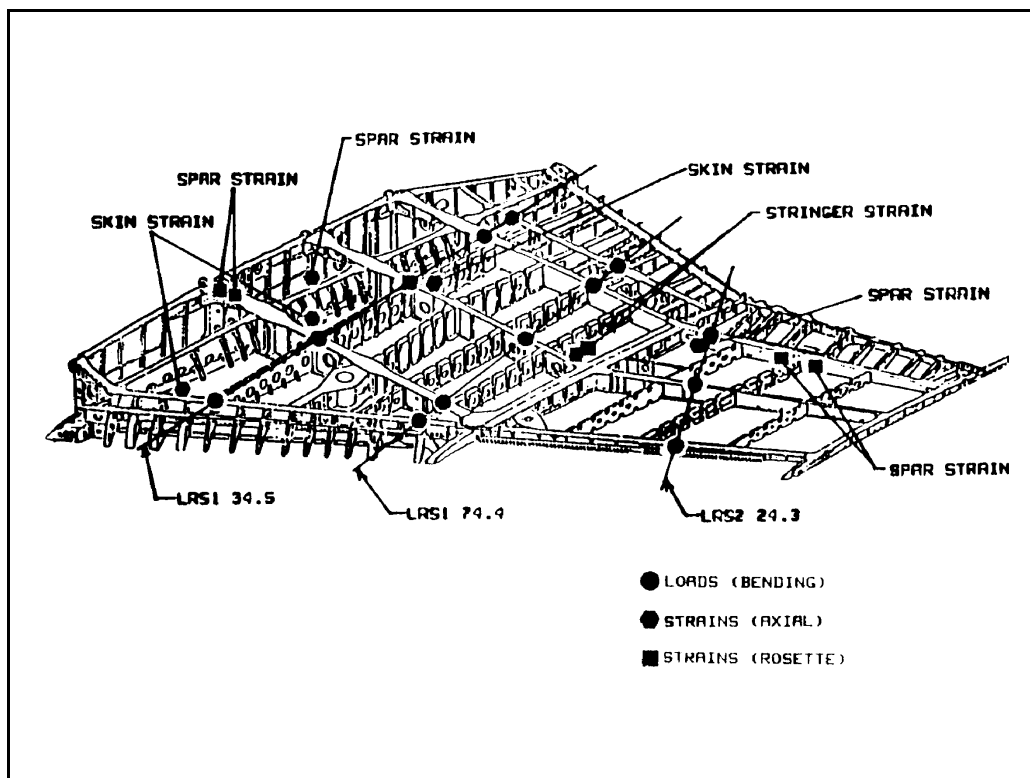 SPAR STRAIN
SPAR STRAIN
SKIN STRAIN
SKIN STRAIN
STRINGER STRAIN
SPAR STRAIN
SPAR STRAIN
LRS1 34.5
LRS1 74.4
LRS2 24.3
LOADS (BENDING)
STRAINS (AXIAL)
STRAINS (ROSETTE)